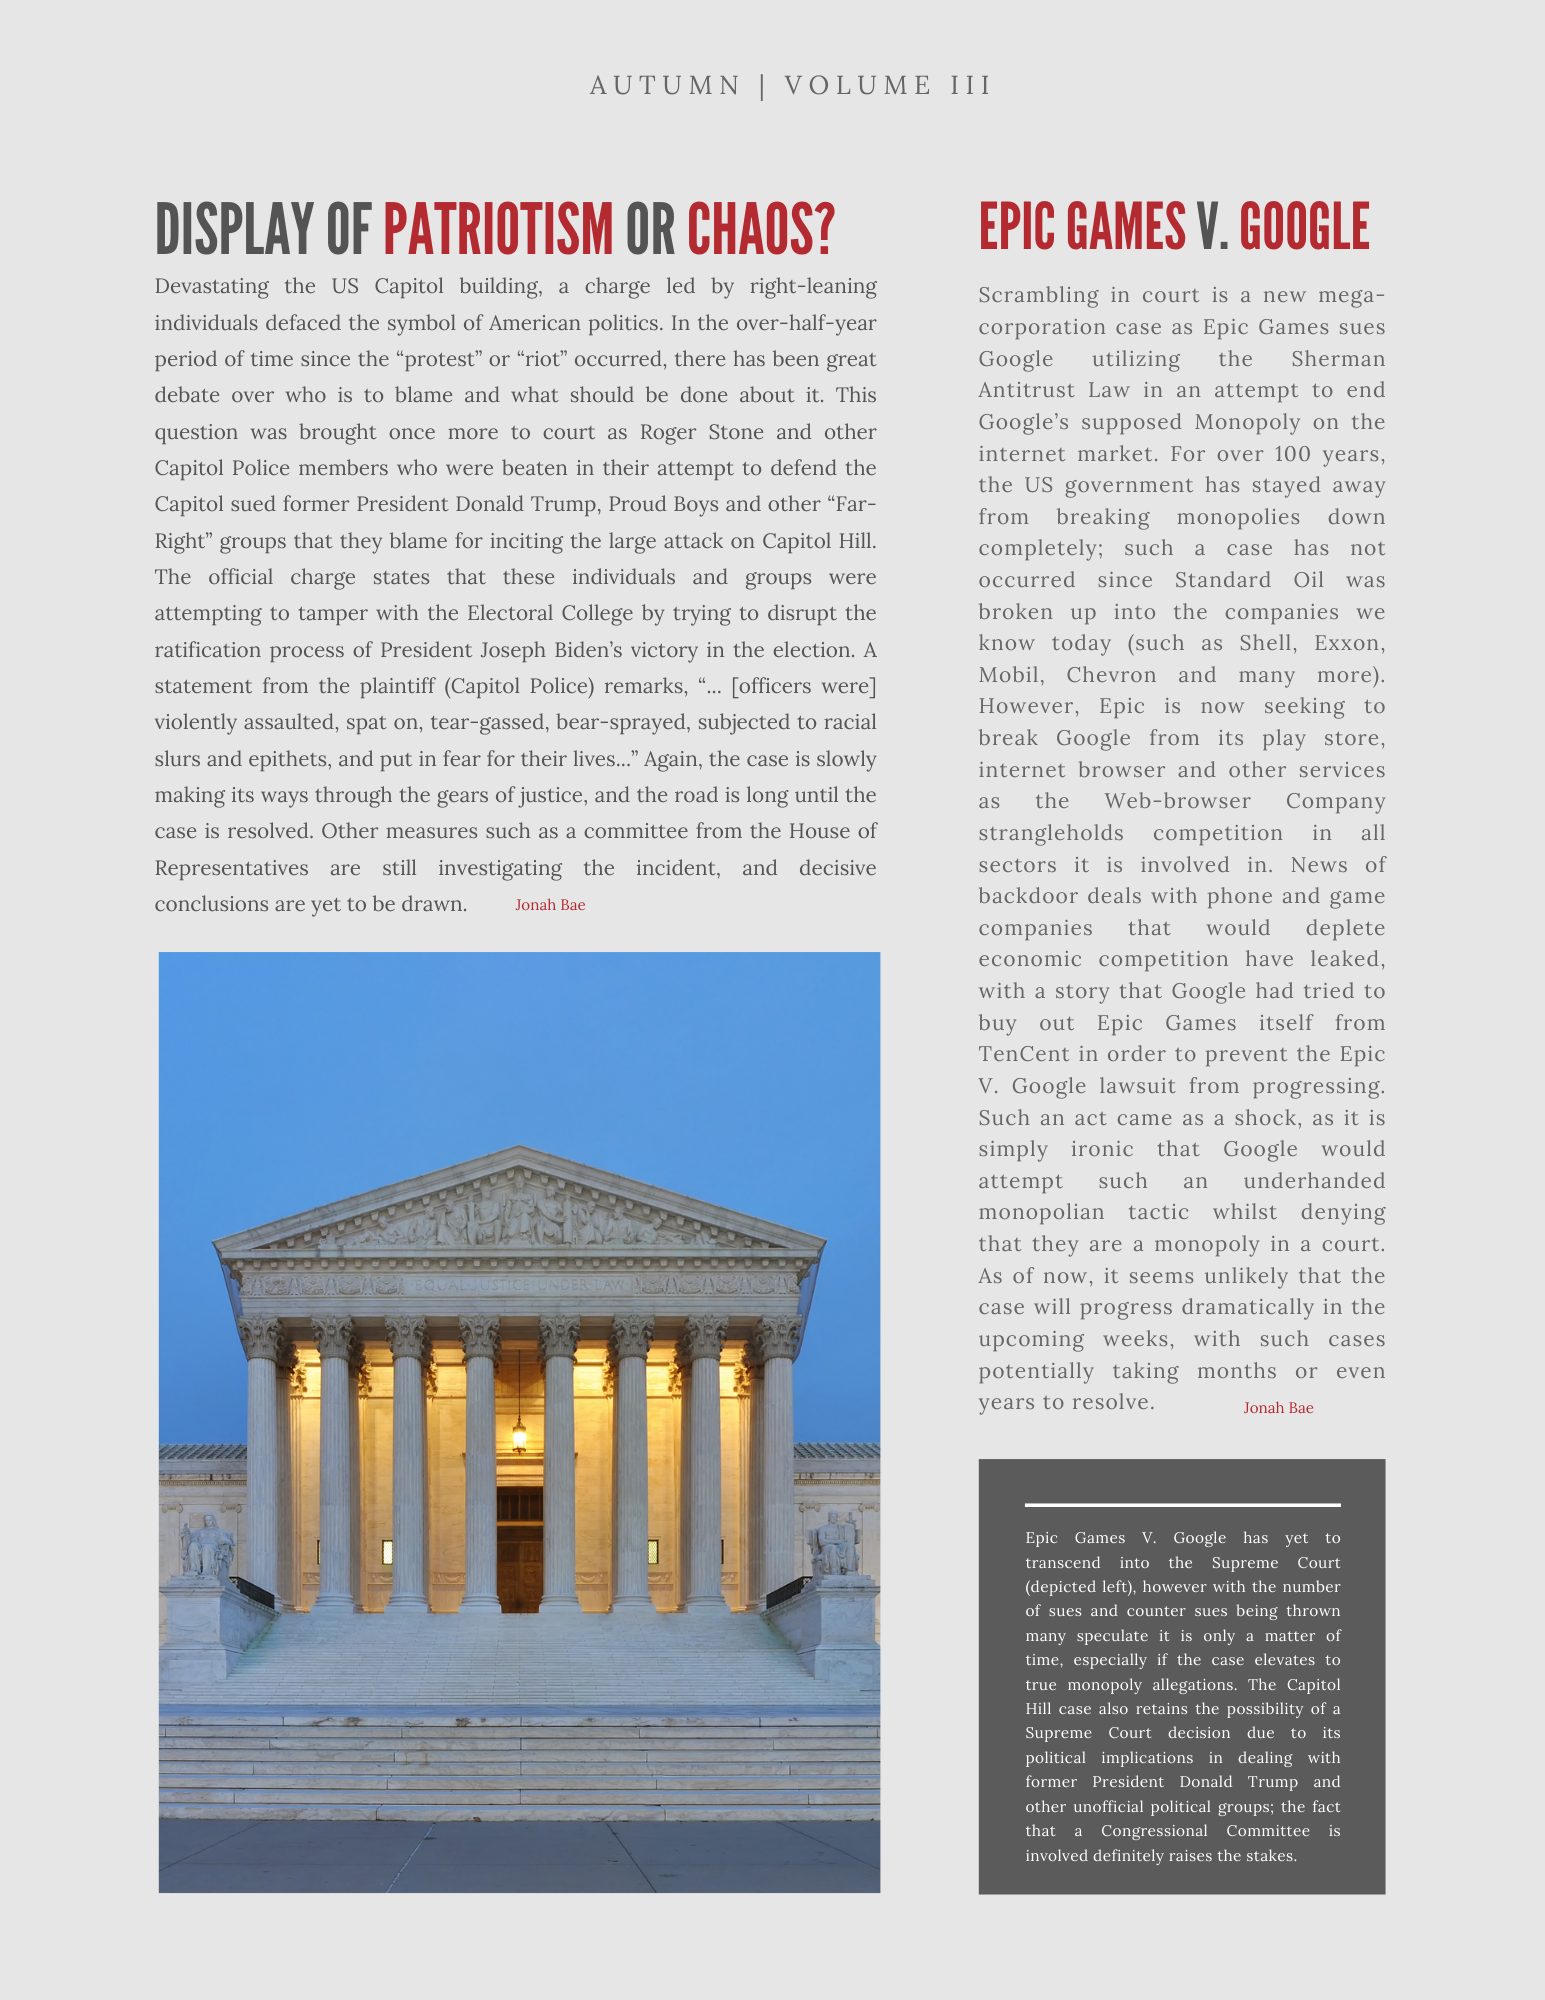 AUTUMN | VOLUME III
DISPLAY OF PATRIOTISM OR CHAOS?
Devastating the US Capitol building, a charge led by right-leaning
individuals defaced the symbol of American politics. In the over-half-year
period of time since the “protest” or “riot” occurred, there has been great
debate over who is to blame and what should be done about it. This
question was brought once more to court as Roger Stone and other
Capitol Police members who were beaten in their attempt to defend the
Capitol sued former President Donald Trump, Proud Boys and other “Far-
Right” groups that they blame for inciting the large attack on Capitol Hill.
The official charge states that these individuals and groups were
attempting to tamper with the Electoral College by trying to disrupt the
ratification process of President Joseph Biden’s victory in the election. A
statement from the plaintiff (Capitol Police) remarks, “... [officers were]
violently assaulted, spat on, tear-gassed, bear-sprayed, subjected to racial
slurs and epithets, and put in fear for their lives...” Again, the case is slowly
making its ways through the gears of justice, and the road is long until the
case is resolved. Other measures such as a committee from the House of
Representatives are still investigating the incident, and decisive
conclusions are yet to be drawn.
Jonah Bae
EQUAL JUSTICE UNDER LAW
EPIC GAMES V. GOOGLE
Scrambling in court is a new mega-
corporation case as Epic Games sues
Google utilizing the Sherman
Antitrust Law in an attempt to end
Google’s supposed Monopoly on the
internet market. For over 100 years,
the US government has stayed away
from breaking monopolies down
completely; such a case has not
occurred since Standard Oil was
broken up into the companies we
know today (such as Shell, Exxon,
Mobil, Chevron and many more).
However, Epic is now seeking to
break Google from its play store,
internet browser and other services
as the Web-browser Company
strangleholds competition in all
sectors it is involved in. News of
backdoor deals with phone and game
companies that would deplete
economic competition have leaked,
with a story that Google had tried to
buy out Epic Games itself from
TenCent in order to prevent the Epic
V. Google lawsuit from progressing.
Such an act came as a shock, as it is
simply ironic that Google would
attempt such an underhanded
monopolian tactic whilst denying
that they are a monopoly in a court.
As of now, it seems unlikely that the
case will progress dramatically in the
upcoming weeks, with such cases
potentially taking months or even
years to resolve.
Jonah Bae
Epic Games V. Google has yet to
transcend into the Supreme Court
(depicted left), however with the number
of sues and counter sues being thrown
many speculate it is only a matter of
time, especially if the case elevates to
true monopoly allegations. The Capitol
Hill case also retains the possibility of a
Supreme Court decision due to its
political implications in dealing with
former President Donald Trump and
other unofficial political groups; the fact
that a Congressional Committee is
involved definitely raises the stakes.